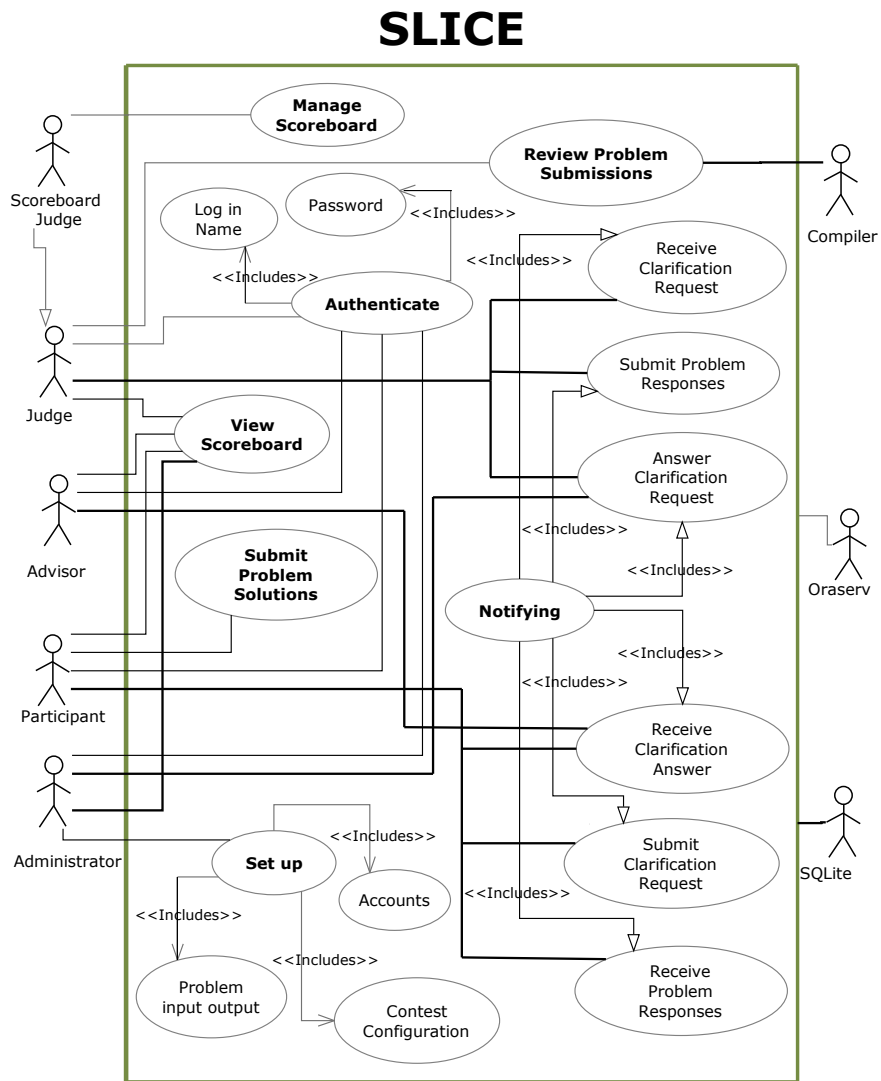 SLICE
Manage
Scoreboard
Review Problem
Submissions
Scoreboard
Judge
Log in
Name
Password
<<Includes>>
Compiler
<<Includes>>
<<Includes>>
Receive
Clarification
Request
Authenticate
Submit Problem
Responses
Judge
View
Scoreboard
Answer
Clarification
Request
<<Includes>>
Advisor
Submit
Problem
Solutions
<<Includes>>
Oraserv
Notifying
<<Includes>>
<<Includes>>
Participant
Receive
Clarification
Answer
<<Includes>>
Administrator
Set up
Submit
Clarification
Request
SQLite
<<Includes>>
Accounts
<<Includes>>
<<Includes>>
Problem
input output
Receive
Problem
Responses
Contest
Configuration